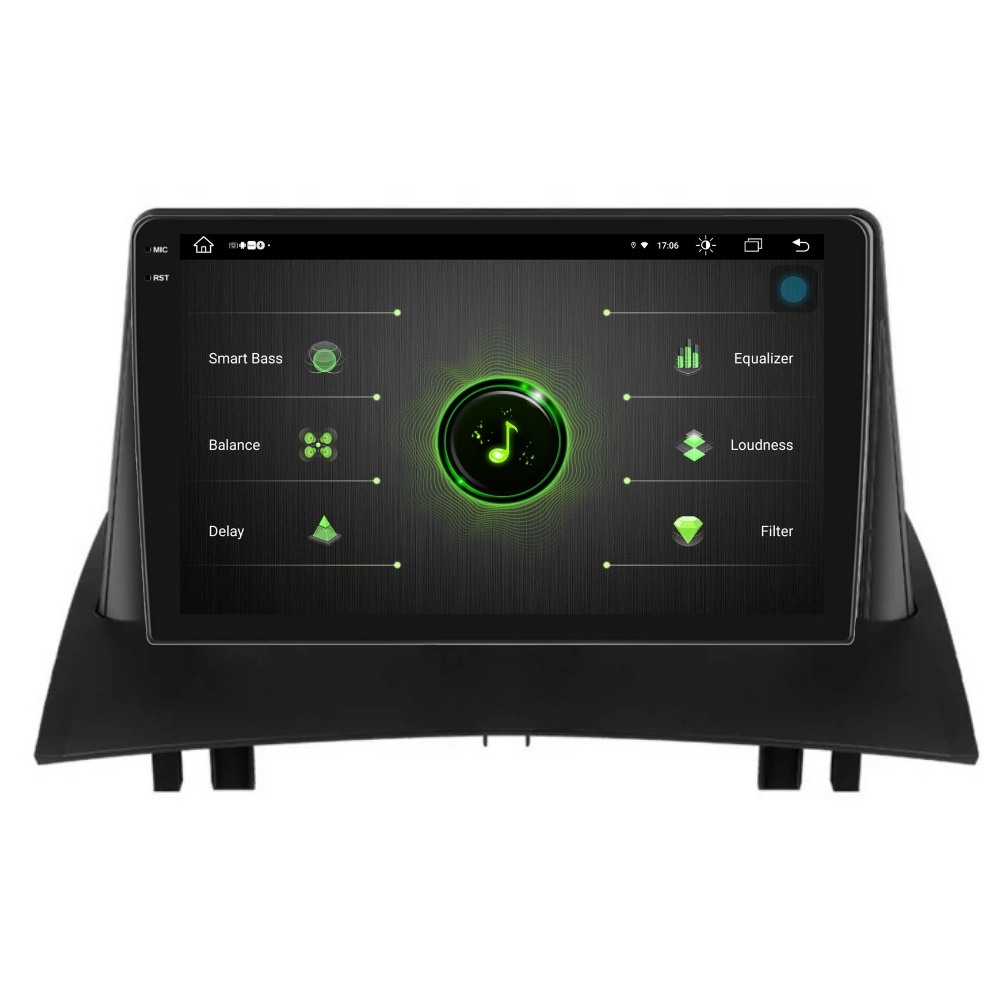 MIC
17:06
RST
Smart Bass
Equalizer
Balance
Loudness
Delay
Filter